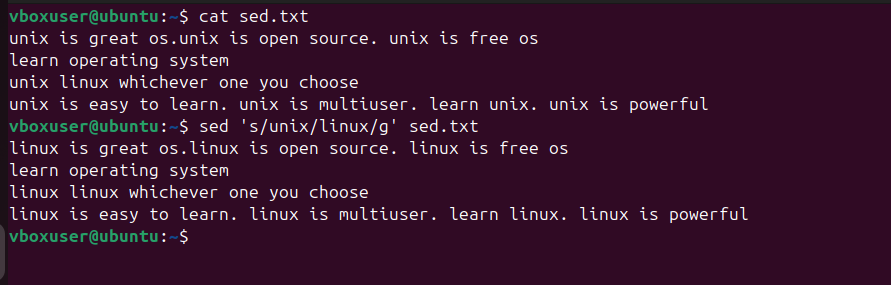 vboxuser@ubuntu:~$ cat sed.txt
unix is great os.unix is open source. unix is free os
learn operating system
unix linux whichever one you choose
unix is easy to learn. unix is multiuser. learn unix. unix is powerful
vboxuser@ubuntu:~$ sed 's/unix/linux/g' sed.txt
linux is great os.linux is open source. linux is free os
learn operating system
linux linux whichever one you choose
linux is easy to learn. linux is multiuser. learn linux. linux is powerful
vboxuser@ubuntu:~$